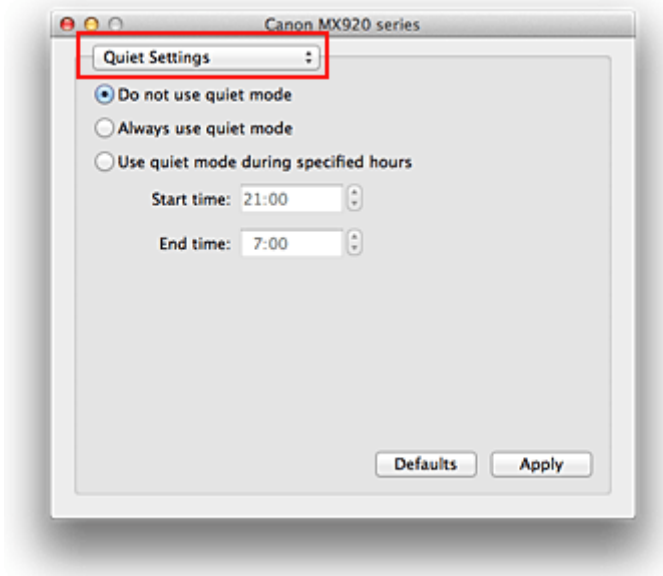 Canon MX920 series
Quiet Settings
Do not use quiet mode
Always use quiet mode
Use quiet mode during specified hours
Start time: 21:00
End time: 7:00
Defaults Apply